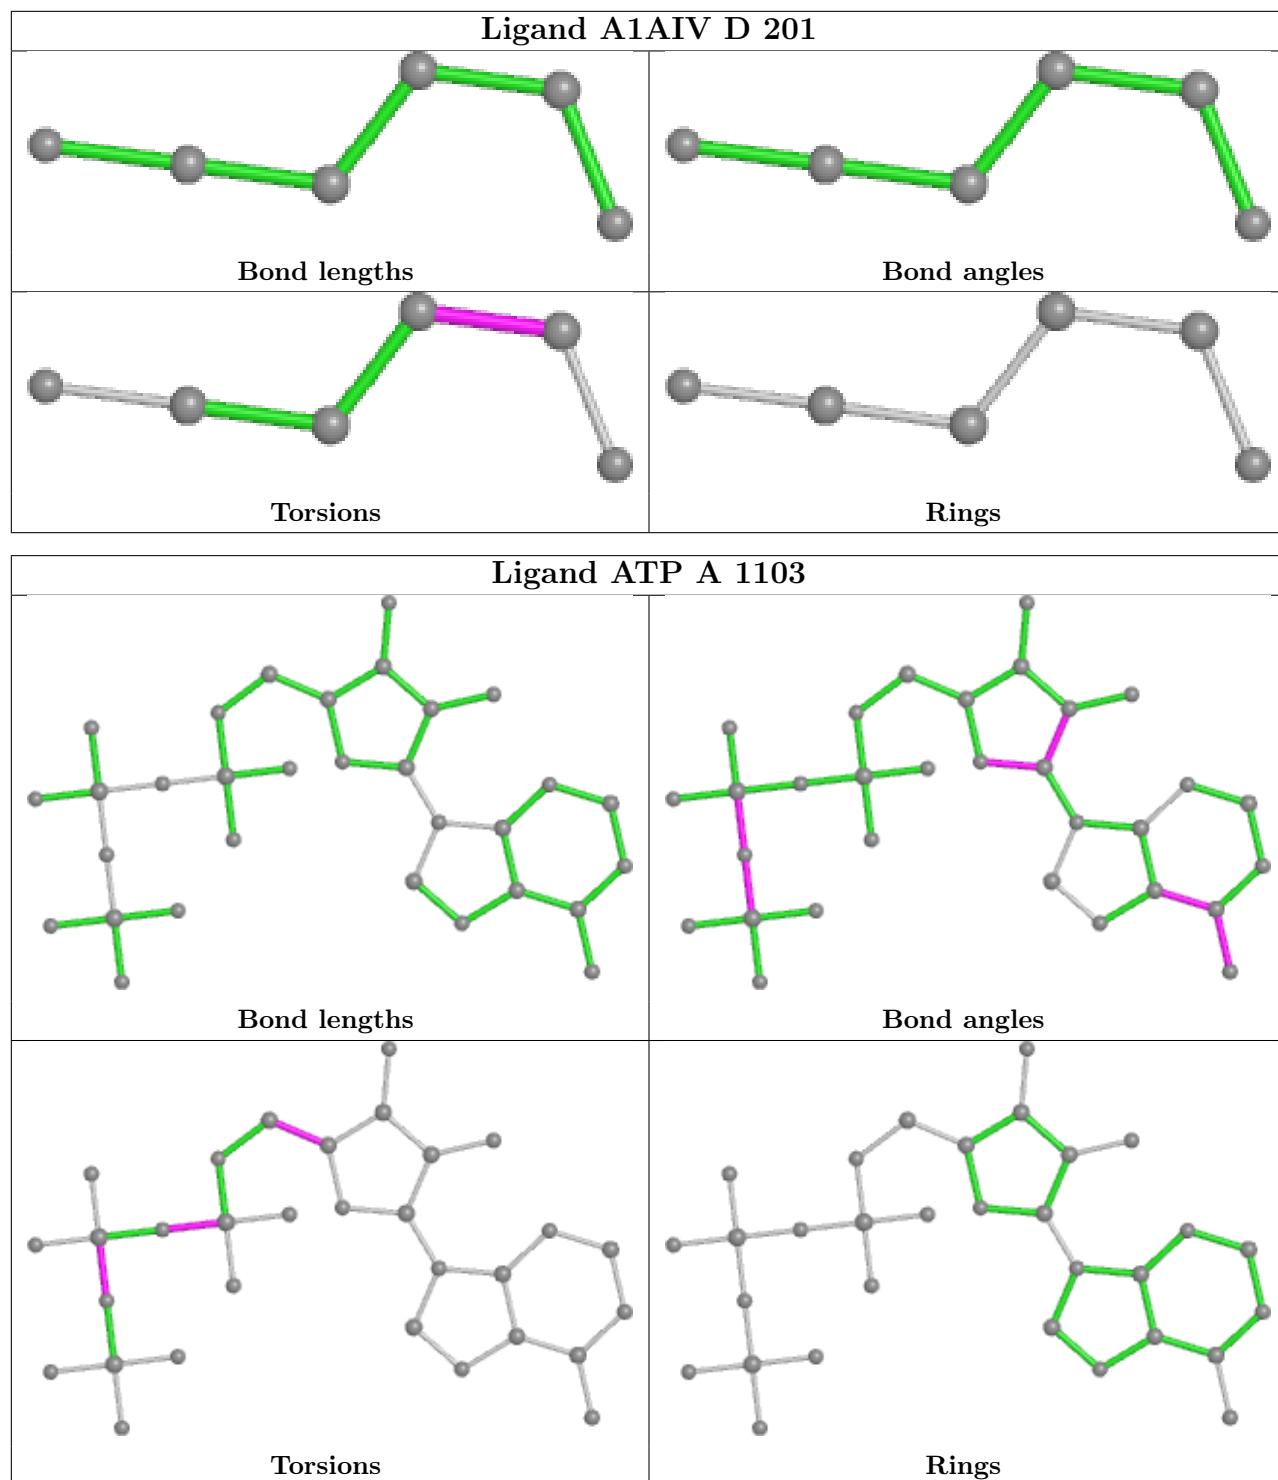 Ligand A1AIV D 201
Bond lengths
Bond angles
Torsions
Rings
Ligand ATP A 1103
Bond lengths
Bond angles
Torsions
Rings